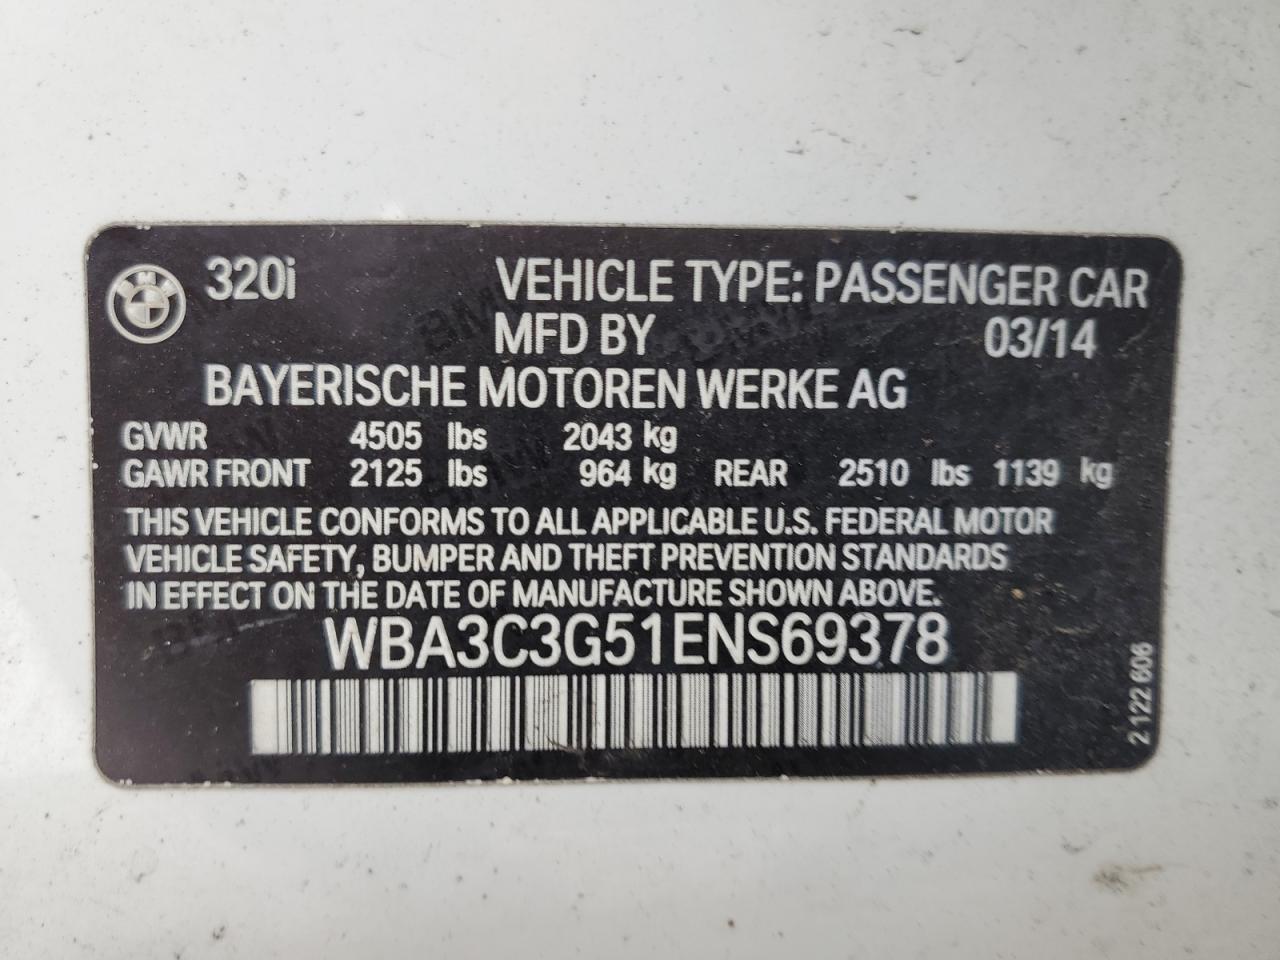 320i VEHICLE TYPE: PASSENGER CAR
MFD BY 03/14
BAYERISCHE MOTOREN WERKE AG
GVWR 4505 lbs 2043 kg
GAWR FRONT 2125 lbs 964 kg REAR 2510 lbs 1139 kg
THIS VEHICLE CONFORMS TO ALL APPLICABLE U.S. FEDERAL MOTOR
VEHICLE SAFETY, BUMPER AND THEFT PREVENTION STANDARDS
IN EFFECT ON THE DATE OF MANUFACTURE SHOWN ABOVE.
WBA3C3G51ENS69378
2 122 606